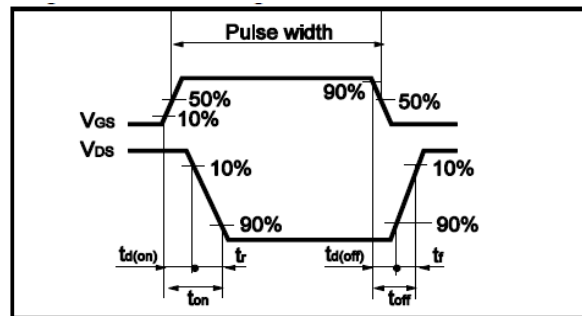 Pulse width
90%
50%
50%
10%
VGS
VDS
10%
10%
90%
90%
td(on)
tr
td(off)
tf
ton
toff